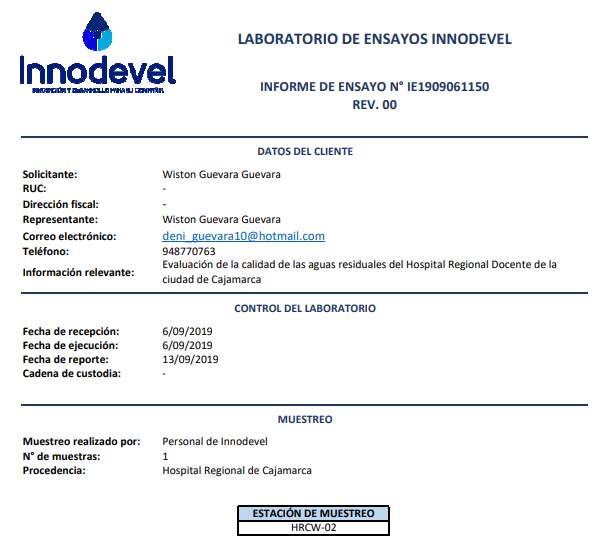 Innodevel
INNOVACIÓN Y DESARROLLO PARA SU COMPAÑÍA
LABORATORIO DE ENSAYOS INNODEVEL
INFORME DE ENSAYO N° IE1909061150
REV. 00
DATOS DEL CLIENTE
Solicitante: Wiston Guevara Guevara
RUC: -
Dirección fiscal: -
Representante: Wiston Guevara Guevara
Correo electrónico: deni_guevara10@hotmail.com
Teléfono: 948770763
Información relevante: Evaluación de la calidad de las aguas residuales del Hospital Regional Docente de la
ciudad de Cajamarca
CONTROL DEL LABORATORIO
Fecha de recepción: 6/09/2019
Fecha de ejecución: 6/09/2019
Fecha de reporte: 13/09/2019
Cadena de custodia: -
MUESTREO
Muestreo realizado por: Personal de Innodevel
N° de muestras: 1
Procedencia: Hospital Regional de Cajamarca
ESTACIÓN DE MUESTREO
HRCW-02